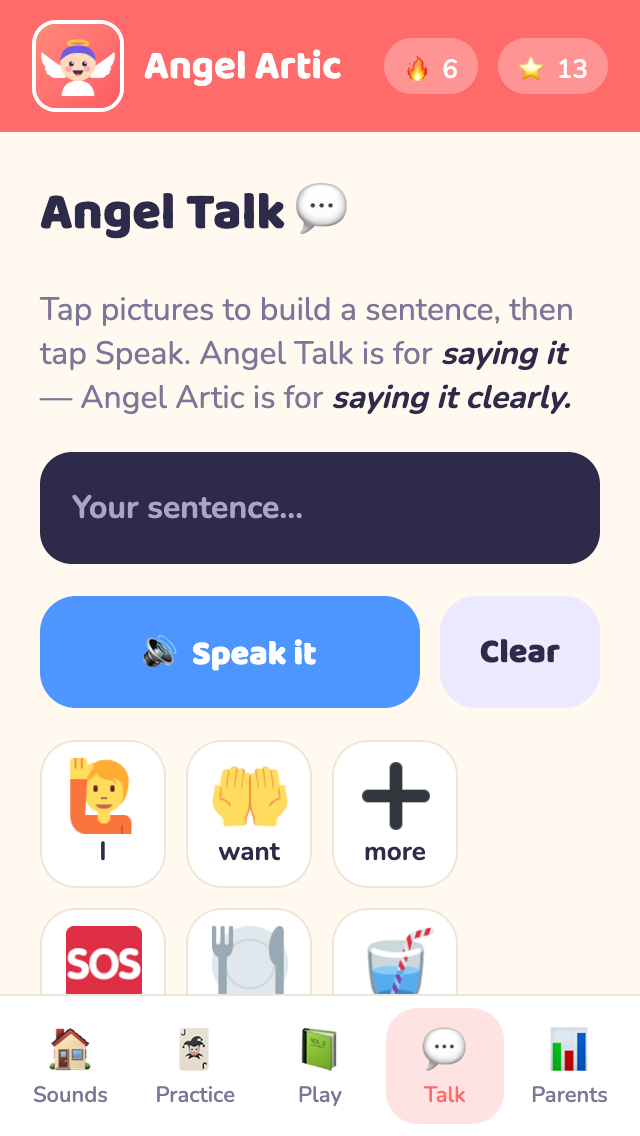 Angel Artic
6
13
Angel Talk
Tap pictures to build a sentence, then
tap Speak. Angel Talk is for saying it
— Angel Artic is for saying it clearly.
Your sentence...
Speak it
Clear
I
want
more
SOS
Sounds
Practice
Play
Talk
Parents